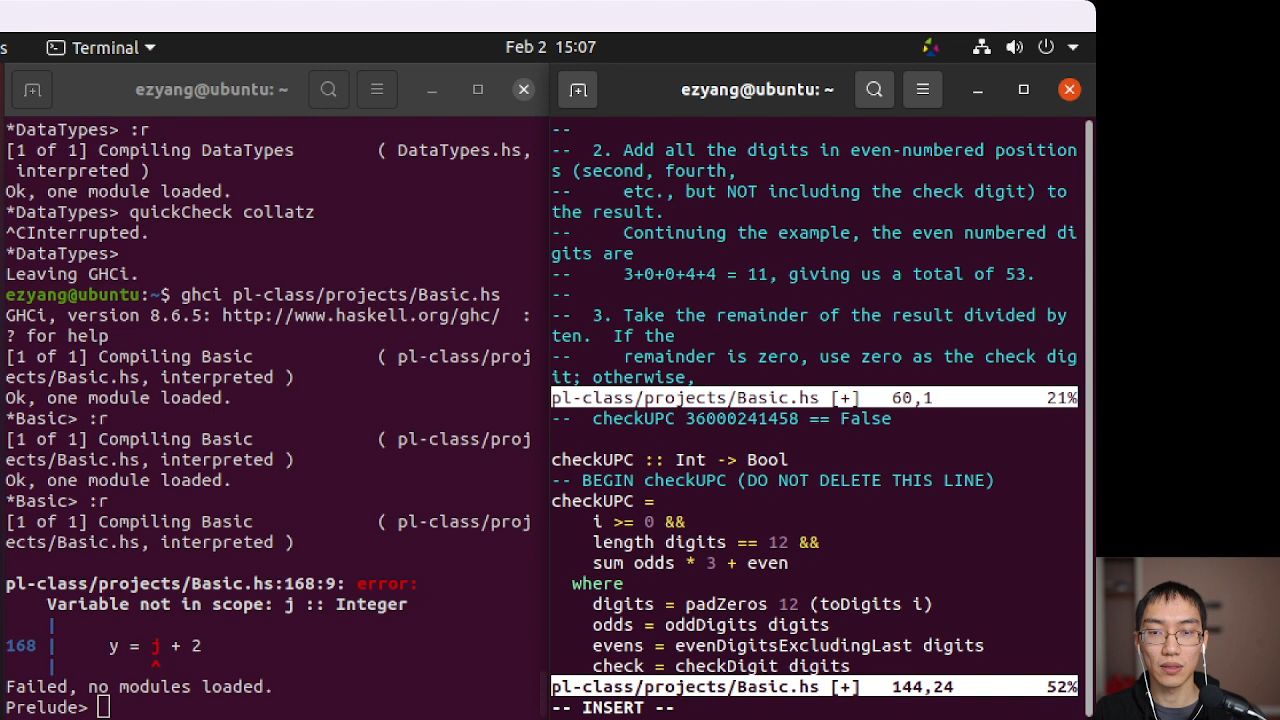 s Terminal Feb 2 15:07
ezyang@ubuntu: ~
*DataTypes> :r
[1 of 1] Compiling DataTypes ( DataTypes.hs,
interpreted )
Ok, one module loaded.
*DataTypes> quickCheck collatz
^CInterrupted.
*DataTypes>
Leaving GHCi.
ezyang@ubuntu:~$ ghci pl-class/projects/Basic.hs
GHCi, version 8.6.5: http://www.haskell.org/ghc/ :
? for help
[1 of 1] Compiling Basic ( pl-class/proj
ects/Basic.hs, interpreted )
Ok, one module loaded.
*Basic> :r
[1 of 1] Compiling Basic ( pl-class/proj
ects/Basic.hs, interpreted )
Ok, one module loaded.
*Basic> :r
[1 of 1] Compiling Basic ( pl-class/proj
ects/Basic.hs, interpreted )
pl-class/projects/Basic.hs:168:9: error:
Variable not in scope: j :: Integer
|
168 | y = j + 2
| ^
Failed, no modules loaded.
Prelude>
ezyang@ubuntu: ~
--
-- 2. Add all the digits in even-numbered position
s (second, fourth,
-- etc., but NOT including the check digit) to
the result.
-- Continuing the example, the even numbered di
gits are
-- 3+0+0+4+4 = 11, giving us a total of 53.
--
-- 3. Take the remainder of the result divided by
ten. If the
-- remainder is zero, use zero as the check dig
it; otherwise,
pl-class/projects/Basic.hs [+] 60,1 21%
-- checkUPC 36000241458 == False
checkUPC :: Int -> Bool
-- BEGIN checkUPC (DO NOT DELETE THIS LINE)
checkUPC =
i >= 0 &&
length digits == 12 &&
sum odds * 3 + even
where
digits = padZeros 12 (toDigits i)
odds = oddDigits digits
evens = evenDigitsExcludingLast digits
check = checkDigit digits
pl-class/projects/Basic.hs [+] 144,24 52%
-- INSERT --